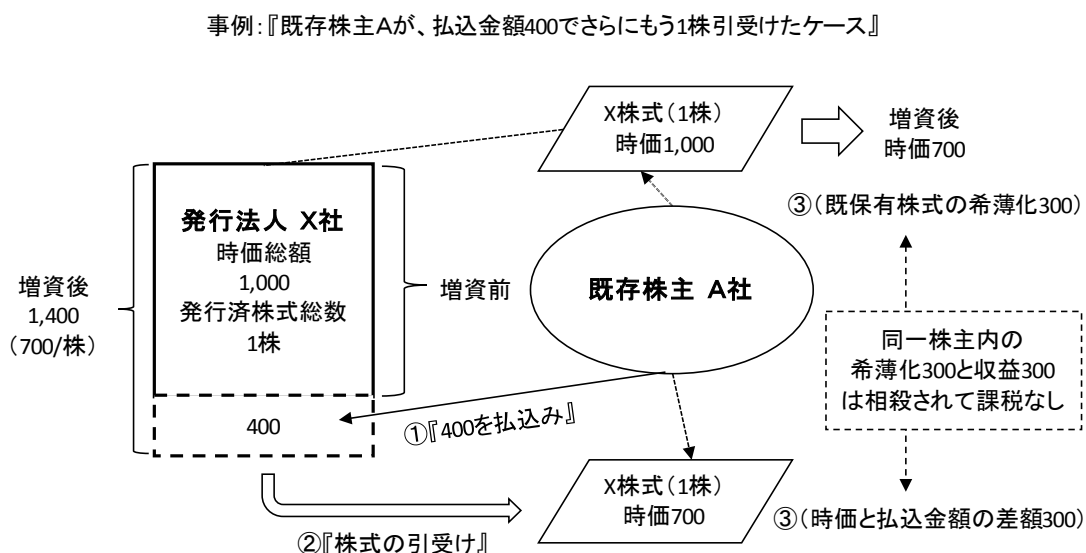 事例:『既存株主Aが、払込金額400でさらにもう1株引受けたケース』
X株式(1株)
時価1,000
増資後
時価700
発行法人 X社
時価総額
1,000
発行済株式総数
1株
増資前
増資後
1,400
(700/株)
既存株主 A社
③(既保有株式の希薄化300)
同一株主内の
希薄化300と収益300
は相殺されて課税なし
400
①『400を払込み』
X株式(1株)
時価700
③(時価と払込金額の差額300)
②『株式の引受け』